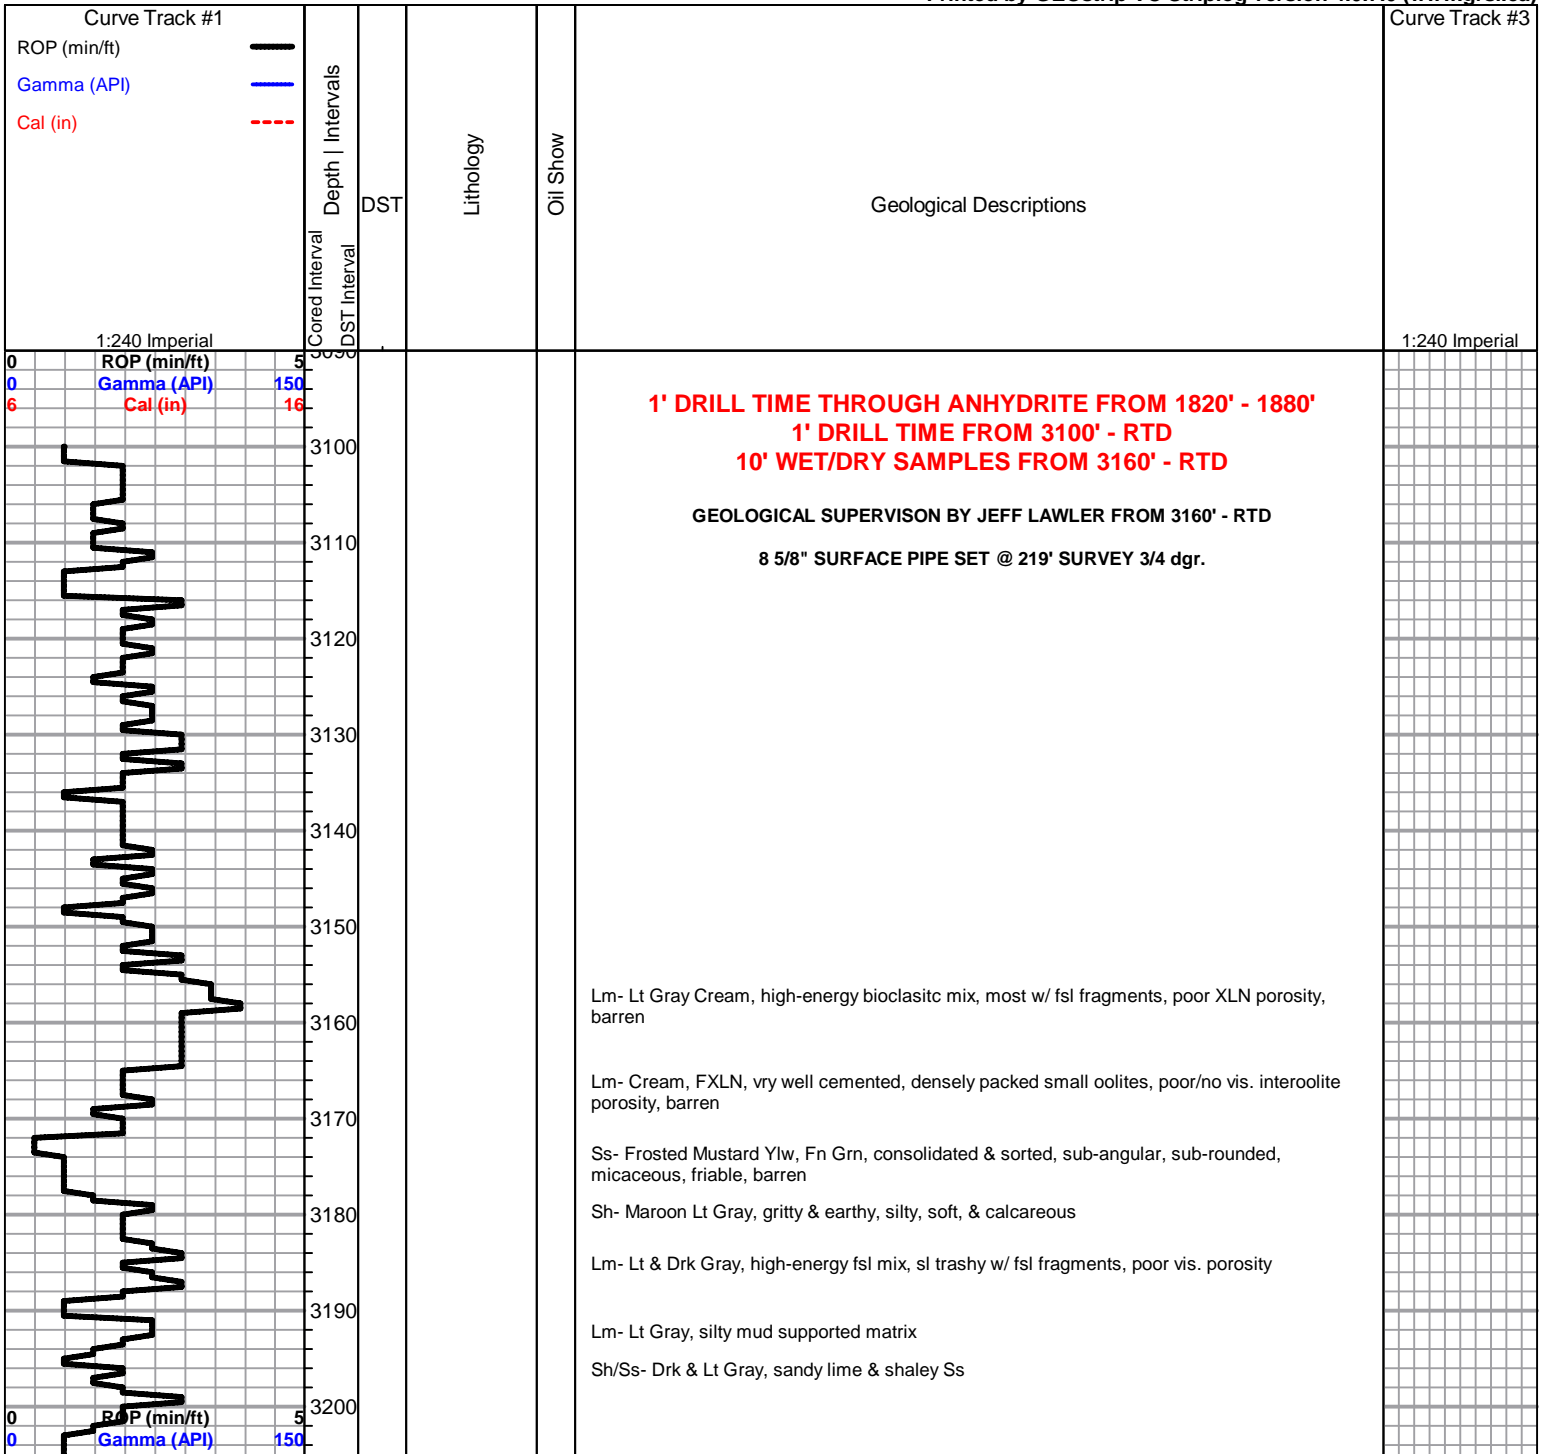 Curve Track #1
ROP (min/ft)
Gamma (API)
Cal (in)
1:240 Imperial
Depth | Intervals
Cored Interval
DST Interval
DST
Lithology
Oil Show
Geological Descriptions
Curve Track #3
1:240 Imperial
0 ROP (min/ft) 5
0 Gamma (API) 150
6 Cal (in) 16
3090
1' DRILL TIME THROUGH ANHYDRITE FROM 1820' - 1880'
1' DRILL TIME FROM 3100' - RTD
10' WET/DRY SAMPLES FROM 3160' - RTD
GEOLOGICAL SUPERVISON BY JEFF LAWLER FROM 3160' - RTD
8 5/8" SURFACE PIPE SET @ 219' SURVEY 3/4 dgr.
3100
3110
3120
3130
3140
3150
Lm- Lt Gray Cream, high-energy bioclasitc mix, most w/ fsl fragments, poor XLN porosity,
barren
3160
Lm- Cream, FXLN, vry well cemented, densely packed small oolites, poor/no vis. interoolite
porosity, barren
3170
Ss- Frosted Mustard Ylw, Fn Grn, consolidated & sorted, sub-angular, sub-rounded,
micaceous, friable, barren
Sh- Maroon Lt Gray, gritty & earthy, silty, soft, & calcareous
3180
Lm- Lt & Drk Gray, high-energy fsl mix, sl trashy w/ fsl fragments, poor vis. porosity
3190
Lm- Lt Gray, silty mud supported matrix
Sh/Ss- Drk & Lt Gray, sandy lime & shaley Ss
3200
0 ROP (min/ft) 5
0 Gamma (API) 150